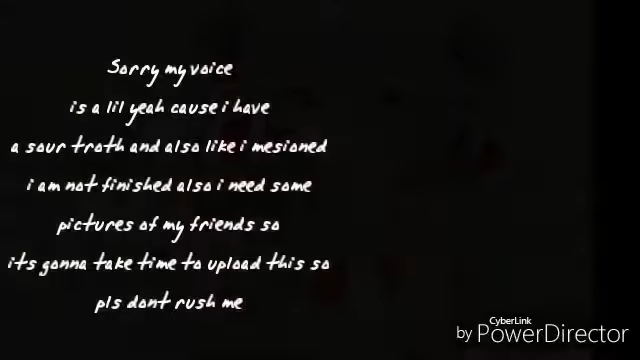 Sorry my voice
is a lil yeah cause i have
a sour troth and also like i mesioned
i am not finished also i need some
pictures of my friends so
its gonna take time to upload this so
pls dont rush me
CyberLink
by PowerDirector